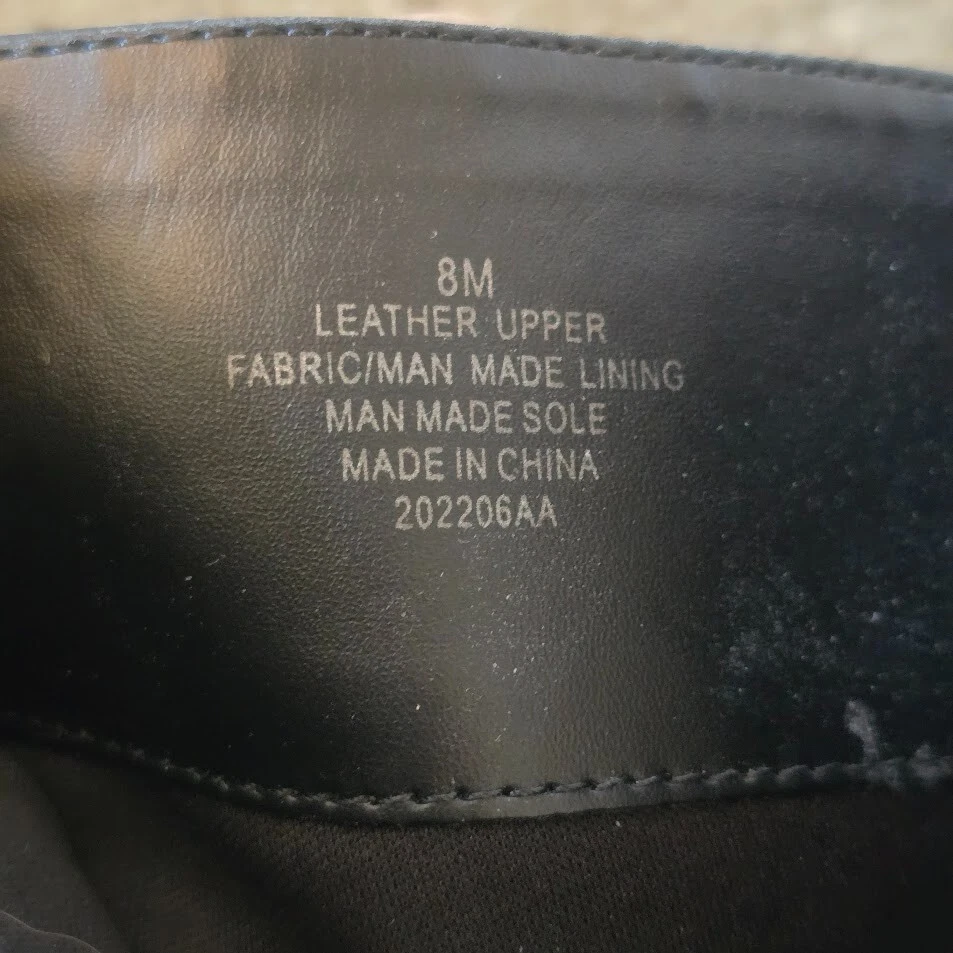 8M
LEATHER UPPER
FABRIC/MAN MADE LINING
MAN MADE SOLE
MADE IN CHINA
202206AA